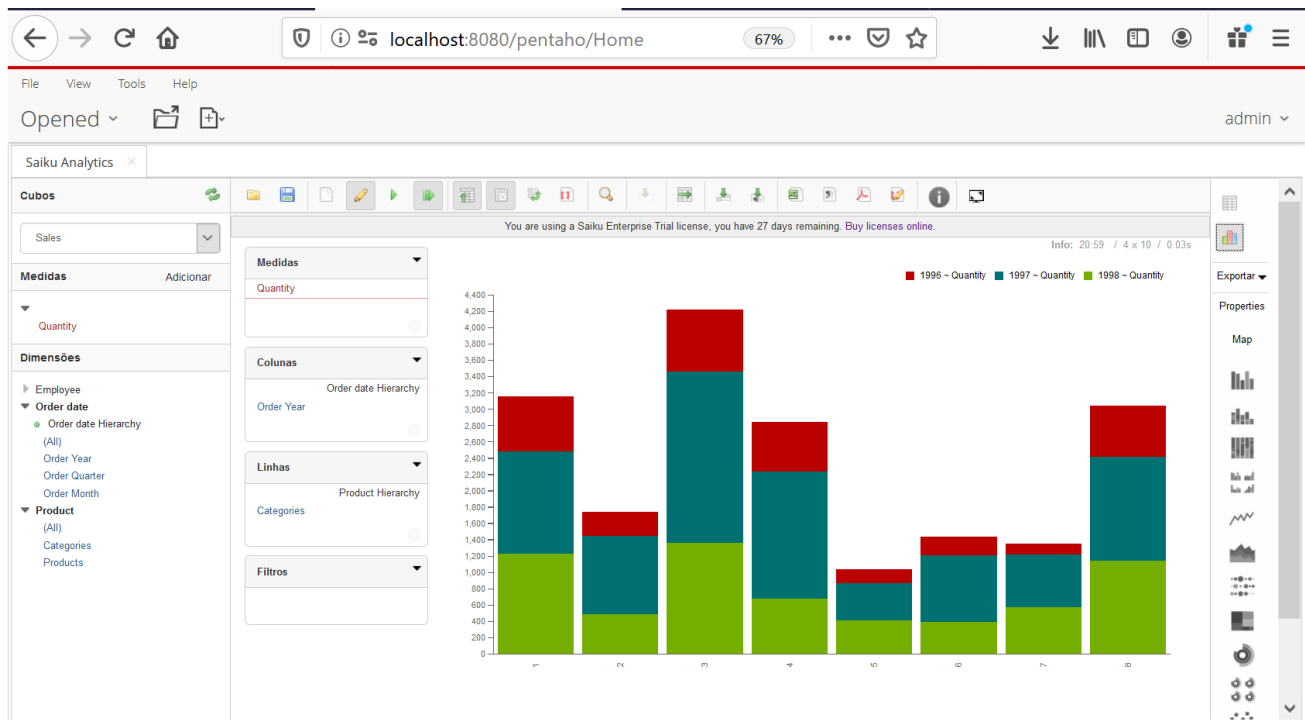 localhost:8080/pentaho/Home
67%
File View Tools Help
Opened
admin
Saiku Analytics
Cubos
Sales
Medidas Adicionar
Quantity
Dimensões
Employee
Order date
Order date Hierarchy
(All)
Order Year
Order Quarter
Order Month
Product
(All)
Categories
Products
You are using a Saiku Enterprise Trial license, you have 27 days remaining. Buy licenses online.
Info: 20:59 / 4 x 10 / 0.03s
Medidas
Quantity
Colunas
Order date Hierarchy
Order Year
Linhas
Product Hierarchy
Categories
Filtros
1996 ~ Quantity 1997 ~ Quantity 1998 ~ Quantity
4,400
4,200
4,000
3,800
3,600
3,400
3,200
3,000
2,800
2,600
2,400
2,200
2,000
1,800
1,600
1,400
1,200
1,000
800
600
400
200
0
1 2 3 4 5 6 7 8
Exportar
Properties
Map